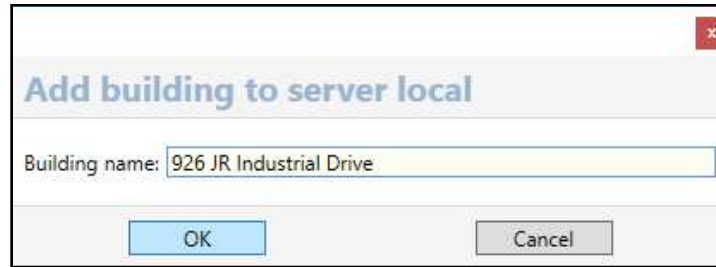 x
Add building to server local
Building name: 926 JR Industrial Drive
OK Cancel